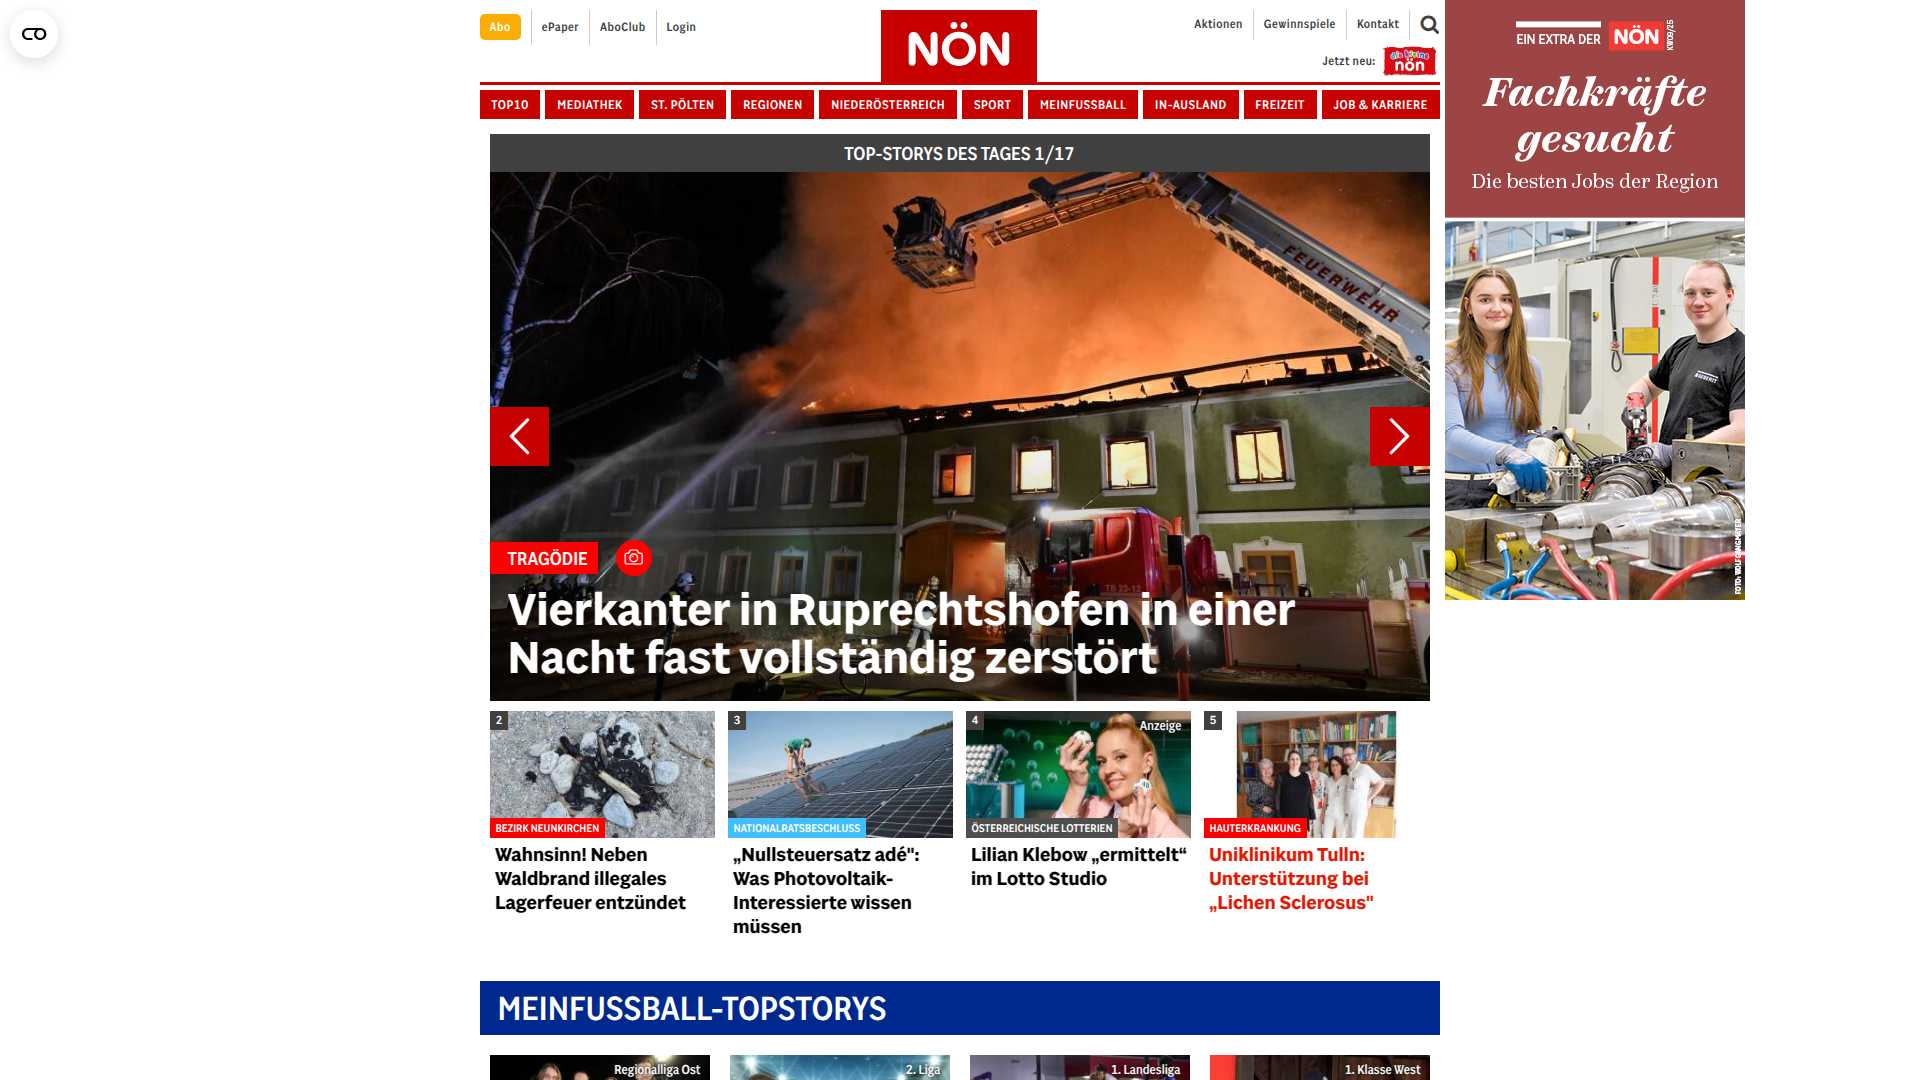 Abo
ePaper
AboClub
Login
NÖN
Aktionen
Gewinnspiele
Kontakt
Jetzt neu:
die kleine
nön
TOP10
MEDIATHEK
ST. PÖLTEN
REGIONEN
NIEDERÖSTERREICH
SPORT
MEINFUSSBALL
IN-AUSLAND
FREIZEIT
JOB & KARRIERE
TOP-STORYS DES TAGES 1/17
FEUERWEHR
TRAGÖDIE
Vierkanter in Ruprechtshofen in einer
Nacht fast vollständig zerstört
2
BEZIRK NEUNKIRCHEN
Wahnsinn! Neben
Waldbrand illegales
Lagerfeuer entzündet
3
NATIONALRATSBESCHLUSS
„Nullsteuersatz adé":
Was Photovoltaik-
Interessierte wissen
müssen
4
Anzeige
ÖSTERREICHISCHE LOTTERIEN
Lilian Klebow „ermittelt“
im Lotto Studio
5
HAUTERKRANKUNG
Uniklinikum Tulln:
Unterstützung bei
„Lichen Sclerosus"
MEINFUSSBALL-TOPSTORYS
Regionalliga Ost
2. Liga
1. Landesliga
1. Klasse West
EIN EXTRA DER NÖN
KW09/25
Fachkräfte
gesucht
Die besten Jobs der Region
FOTO: WOLFGANG MAYER